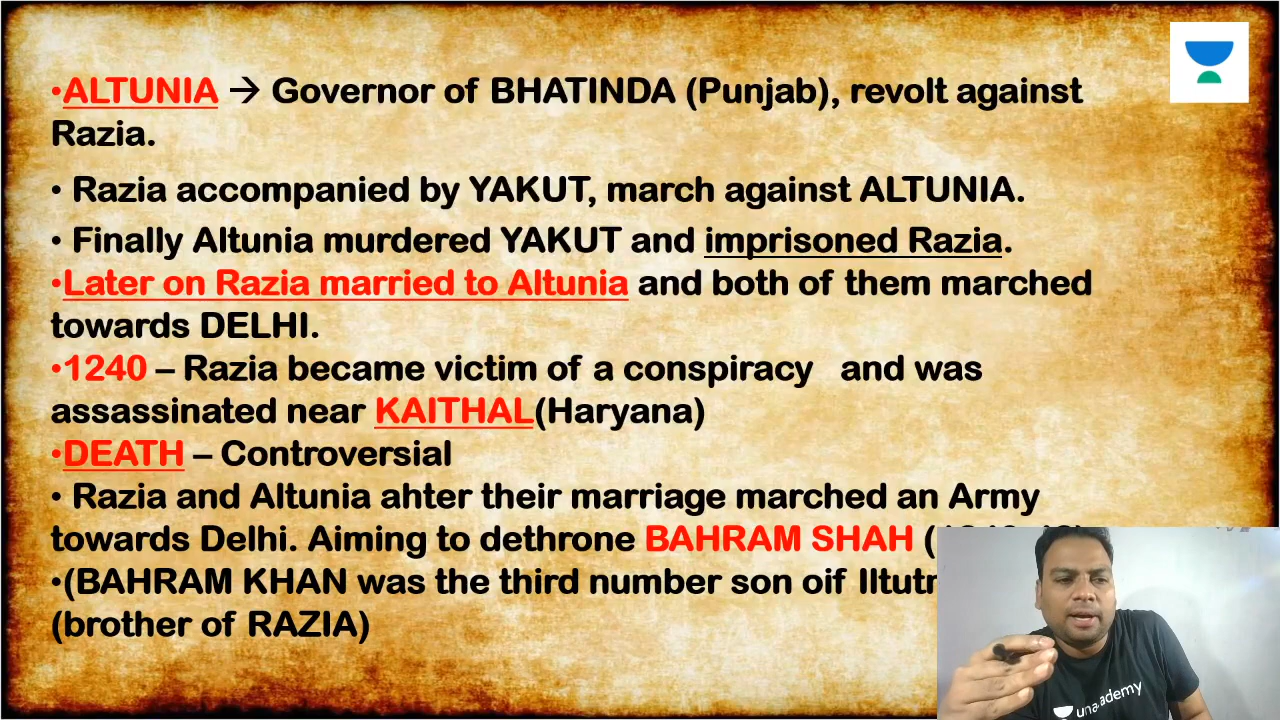 •ALTUNIA → Governor of BHATINDA (Punjab), revolt against
Razia.
• Razia accompanied by YAKUT, march against ALTUNIA.
• Finally Altunia murdered YAKUT and imprisoned Razia.
•Later on Razia married to Altunia and both of them marched
towards DELHI.
•1240 – Razia became victim of a conspiracy and was
assassinated near KAITHAL(Haryana)
•DEATH – Controversial
• Razia and Altunia ahter their marriage marched an Army
towards Delhi. Aiming to dethrone BAHRAM SHAH (
•(BAHRAM KHAN was the third number son oif
(brother of RAZIA)
unacademy